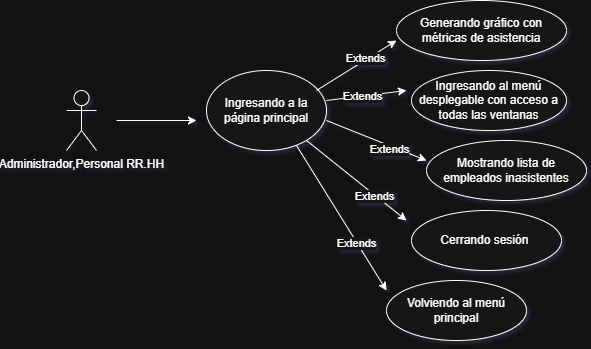 Generando gráfico con
métricas de asistencia
Extends
Ingresando al menú
desplegable con acceso a
todas las ventanas
Extends
Ingresando a la
página principal
Administrador,Personal RR.HH
Extends
Mostrando lista de
empleados inasistentes
Extends
Cerrando sesión
Extends
Volviendo al menú
principal